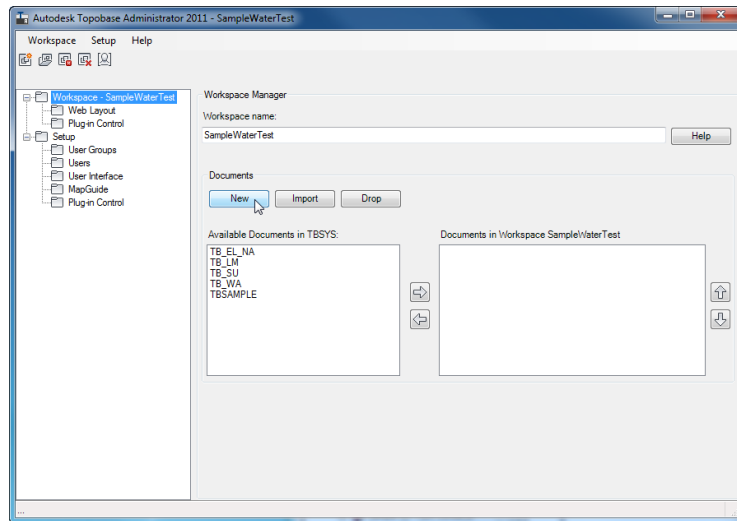 Autodesk Topobase Administrator 2011 - SampleWaterTest
Workspace Setup Help
Workspace - SampleWaterTest
Web Layout
Plug-in Control
Setup
User Groups
Users
User Interface
MapGuide
Plug-in Control
Workspace Manager
Workspace name:
SampleWaterTest
Help
Documents
New Import Drop
Available Documents in TBSYS:
TB_EL_NA
TB_LM
TB_SU
TB_WA
TBSAMPLE
Documents in Workspace SampleWaterTest
...